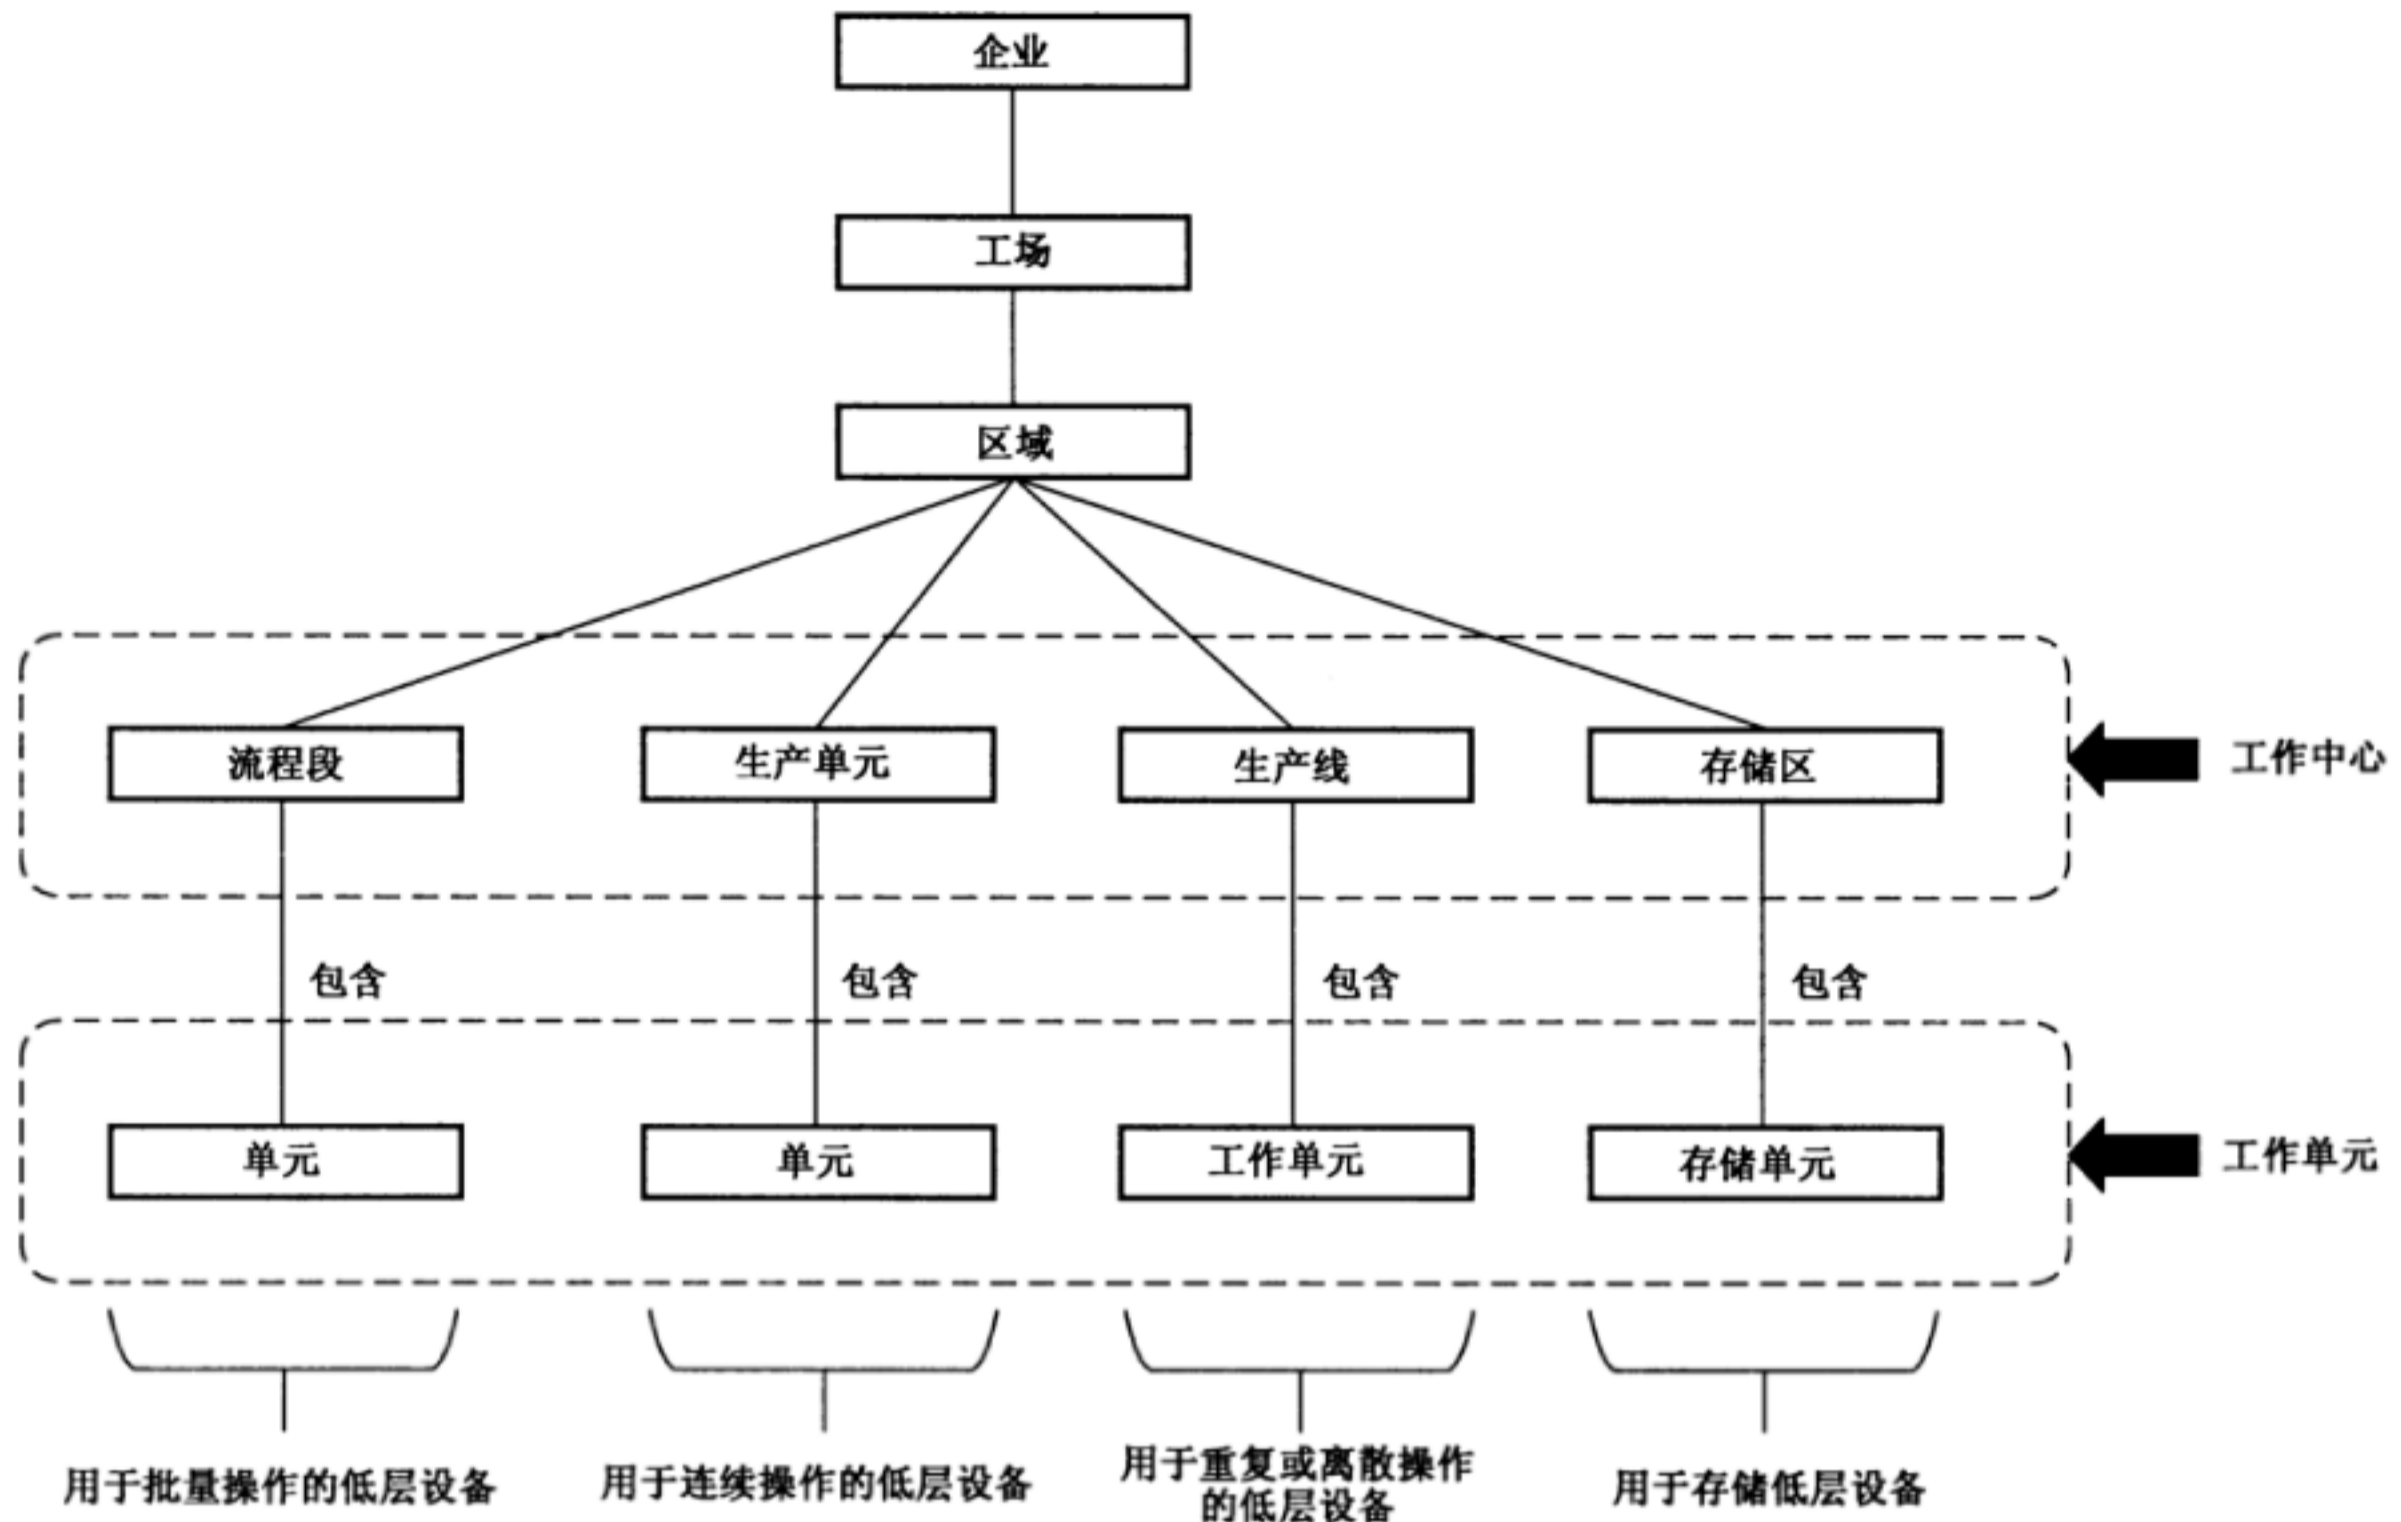 企业
工场
区域
流程段
生产单元
生产线
存储区
工作中心
包含
包含
包含
包含
单元
单元
工作单元
存储单元
工作单元
用于批量操作的低层设备
用于连续操作的低层设备
用于重复或离散操作
的低层设备
用于存储低层设备